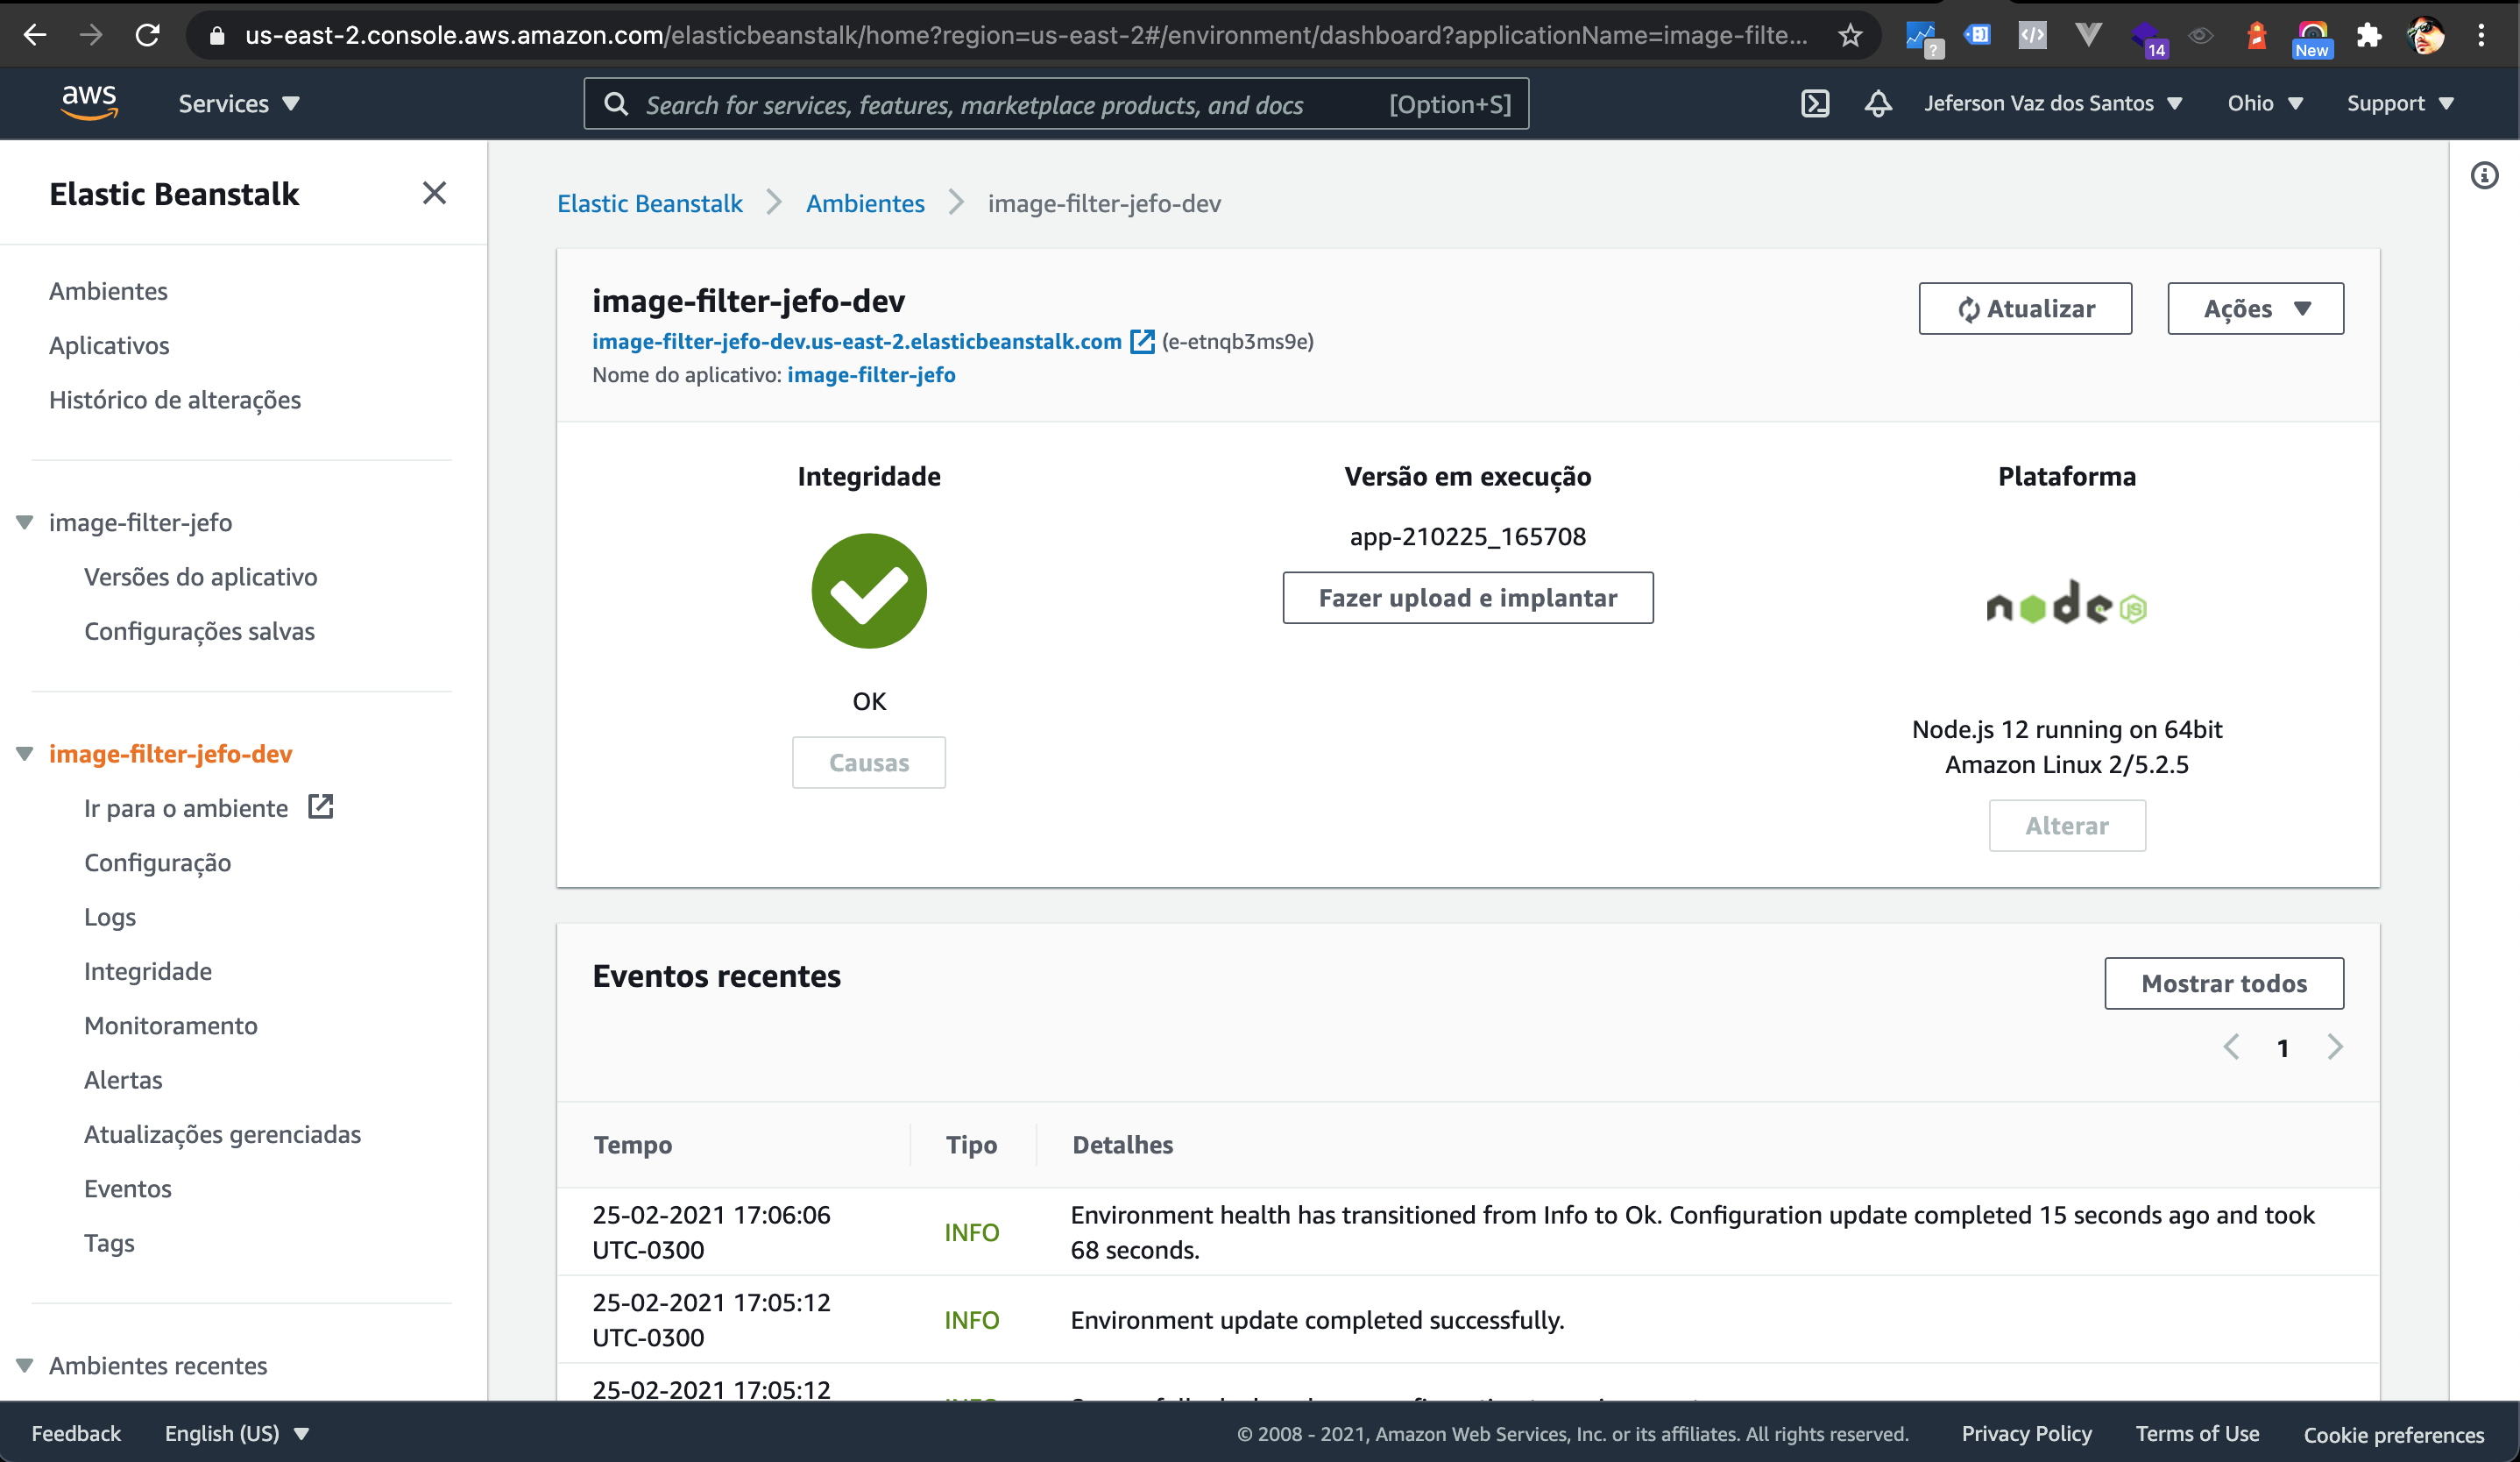 us-east-2.console.aws.amazon.com/elasticbeanstalk/home?region=us-east-2#/environment/dashboard?applicationName=image-filte...
?
14
New
aws
Services
Search for services, features, marketplace products, and docs
[Option+S]
Jeferson Vaz dos Santos
Ohio
Support
Elastic Beanstalk
Ambientes
Aplicativos
Histórico de alterações
image-filter-jefo
Versões do aplicativo
Configurações salvas
image-filter-jefo-dev
Ir para o ambiente
Configuração
Logs
Integridade
Monitoramento
Alertas
Atualizações gerenciadas
Eventos
Tags
Ambientes recentes
Elastic Beanstalk
Ambientes
image-filter-jefo-dev
image-filter-jefo-dev
image-filter-jefo-dev.us-east-2.elasticbeanstalk.com (e-etnqb3ms9e)
Nome do aplicativo: image-filter-jefo
Atualizar
Ações
Integridade
OK
Causas
Versão em execução
app-210225_165708
Fazer upload e implantar
Plataforma
node JS
Node.js 12 running on 64bit
Amazon Linux 2/5.2.5
Alterar
Eventos recentes
Mostrar todos
1
Tempo
Tipo
Detalhes
25-02-2021 17:06:06
UTC-0300
INFO
Environment health has transitioned from Info to Ok. Configuration update completed 15 seconds ago and took
68 seconds.
25-02-2021 17:05:12
UTC-0300
INFO
Environment update completed successfully.
25-02-2021 17:05:12
Feedback
English (US)
© 2008 - 2021, Amazon Web Services, Inc. or its affiliates. All rights reserved.
Privacy Policy
Terms of Use
Cookie preferences